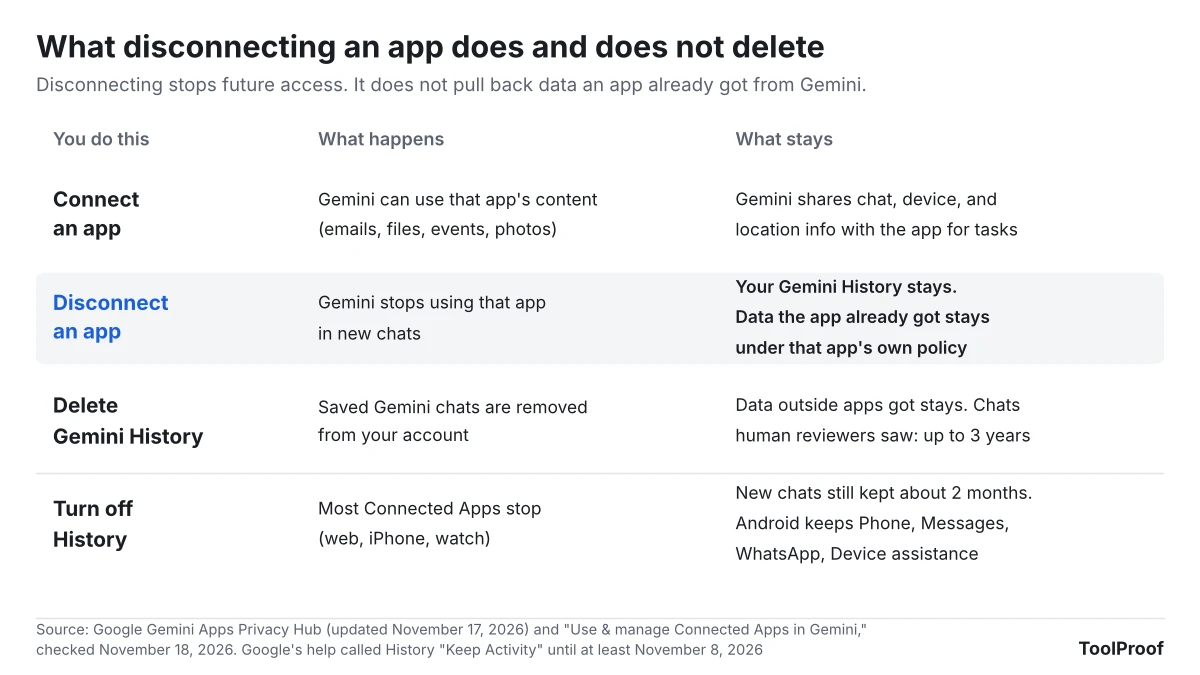 What disconnecting an app does and does not delete
Disconnecting stops future access. It does not pull back data an app already got from Gemini.
You do this
What happens
What stays
Connect
an app
Gemini can use that app's content
(emails, files, events, photos)
Gemini shares chat, device, and
location info with the app for tasks
Disconnect
an app
Gemini stops using that app
in new chats
Your Gemini History stays.
Data the app already got stays
under that app's own policy
Delete
Gemini History
Saved Gemini chats are removed
from your account
Data outside apps got stays. Chats
human reviewers saw: up to 3 years
Turn off
History
Most Connected Apps stop
(web, iPhone, watch)
New chats still kept about 2 months.
Android keeps Phone, Messages,
WhatsApp, Device assistance
Source: Google Gemini Apps Privacy Hub (updated November 17, 2026) and "Use & manage Connected Apps in Gemini,"
checked November 18, 2026. Google's help called History "Keep Activity" until at least November 8, 2026
ToolProof